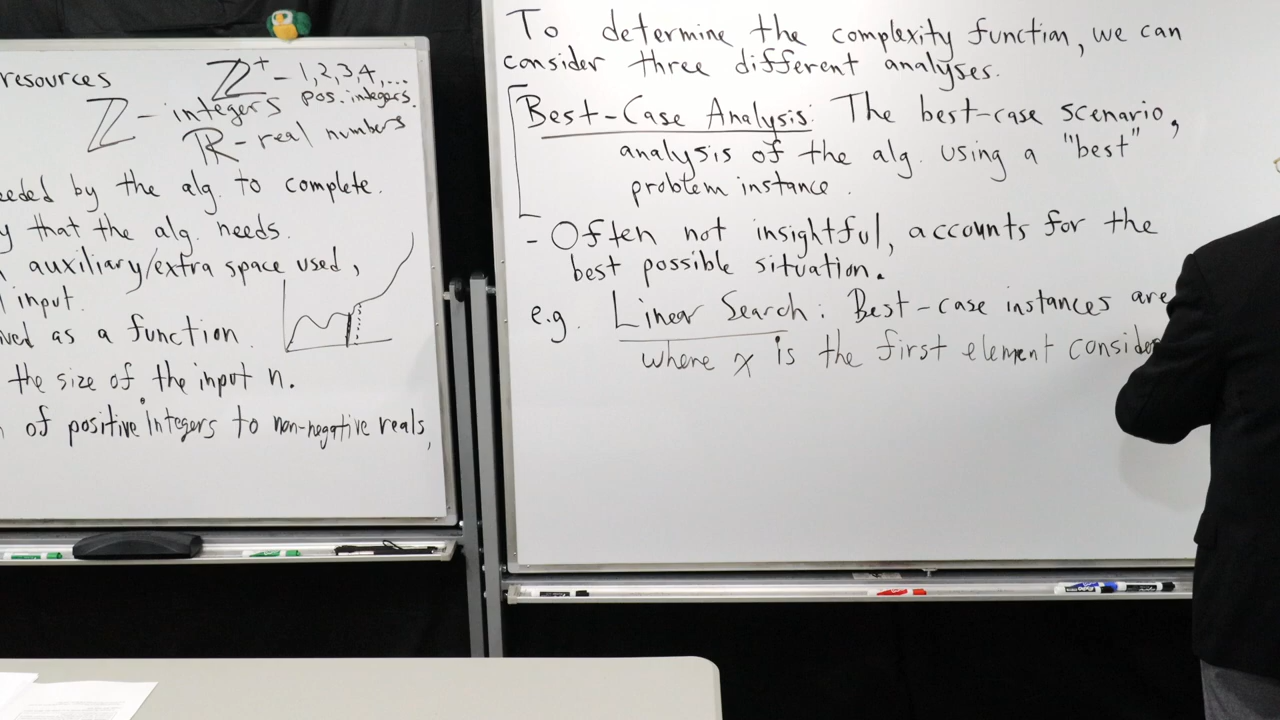 resources
ℤ⁺ - 1,2,3,4,...
pos. integers.
ℤ - integers
ℝ - real numbers
eeded by the alg. to complete.
y that the alg. needs.
auxiliary/extra space used,
input.
ved as a function
the size of the input n.
of positive integers to non-negative reals,
To determine the complexity function, we can
consider three different analyses.
Best-Case Analysis: The best-case scenario,
analysis of the alg. using a "best"
problem instance.
- Often not insightful, accounts for the
best possible situation.
e.g. Linear Search: Best-case instances are
where x is the first element consider